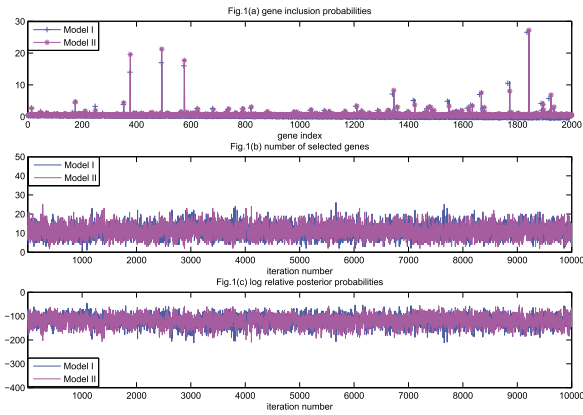 Fig.1(a) gene inclusion probabilities
30
20
10
0
Model I
Model II
0 200 400 600 800 1000 1200 1400 1600 1800 2000
gene index
Fig.1(b) number of selected genes
50
40
30
20
10
0
Model I
Model II
1000 2000 3000 4000 5000 6000 7000 8000 9000 10000
iteration number
Fig.1(c) log relative posterior probabilities
0
−100
−200
−300
−400
Model I
Model II
1000 2000 3000 4000 5000 6000 7000 8000 9000 1000
iteration number